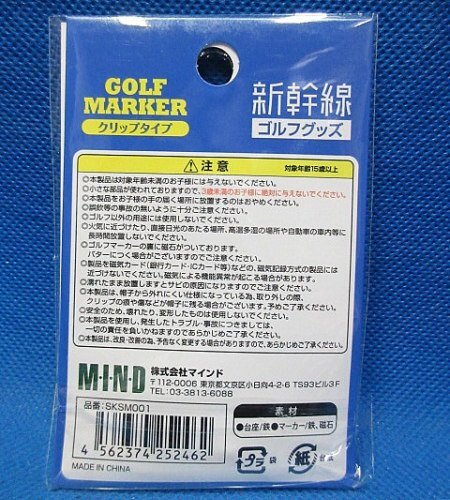 GOLF
MARKER
クリップタイプ
新幹線
ゴルフグッズ
注意
対象年齢15歳以上
◎本製品は対象年齢未満のお子様には与えないでください。
◎小さな部品が使われておりますので、3歳未満のお子様に絶対に与えないでください。
◎本製品をお子様の手の届く場所に放置するのはおやめください。
◎誤飲等の事故の無いように十分ご注意ください。
◎ゴルフ以外の用途には使用しないでください。
◎火気に近づけたり、直接日光のあたる場所、高温多湿の場所や自動車の車内等に
長時間放置しないでください。
◎ゴルフマーカーの裏に磁石がついております。
パターにつく場合がございますのでご注意ください。
◎製品を磁気カード(銀行カード・ICカード等)などの、磁気記録方式の製品には
近づけないでください。磁気による機能異常が起こる場合があります。
◎濡れたまま放置しますとサビの原因になりますのでご注意ください。
◎本製品は、帽子から外れにくい仕様になっている為、取り外しの際、
クリップの痕や傷などが帽子に残る場合がございます。予めご了承ください。
◎安全のため、壊れたり、変形したものは使用しないでください。
◎本製品を使用し、発生したトラブル・事故につきましては、
一切の責任を負いかねますのであらかじめご了承ください。
◎本製品は、改良・改善の為、予告なく変更する場合がありますので、あらかじめご了承ください。
M・I・N・D 株式会社マインド
〒112-0006 東京都文京区小日向4-2-6 TS93ビル3F
TEL: 03-3813-6088
品番:SKSM001
4 562374 252462
MADE IN CHINA
素材
●台座/鉄 ●マーカー/鉄、磁石
プラ 袋
紙 台紙